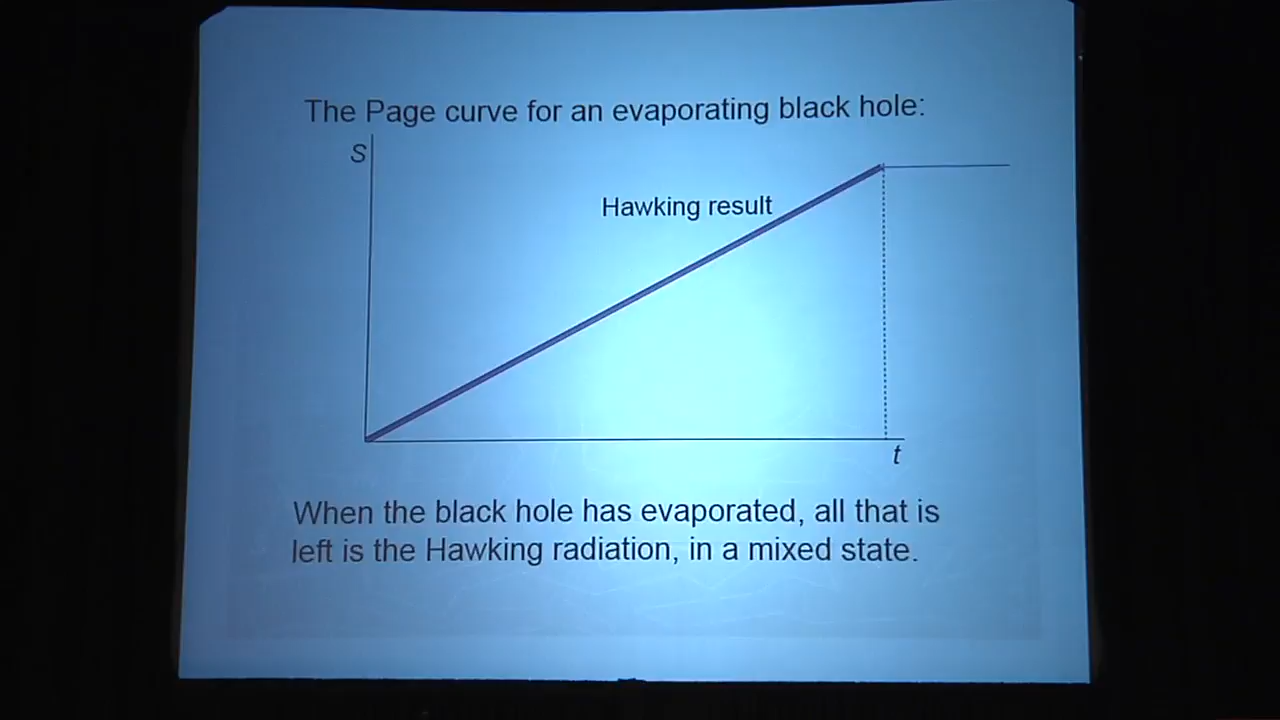 The Page curve for an evaporating black hole:
S
Hawking result
t
When the black hole has evaporated, all that is
left is the Hawking radiation, in a mixed state.